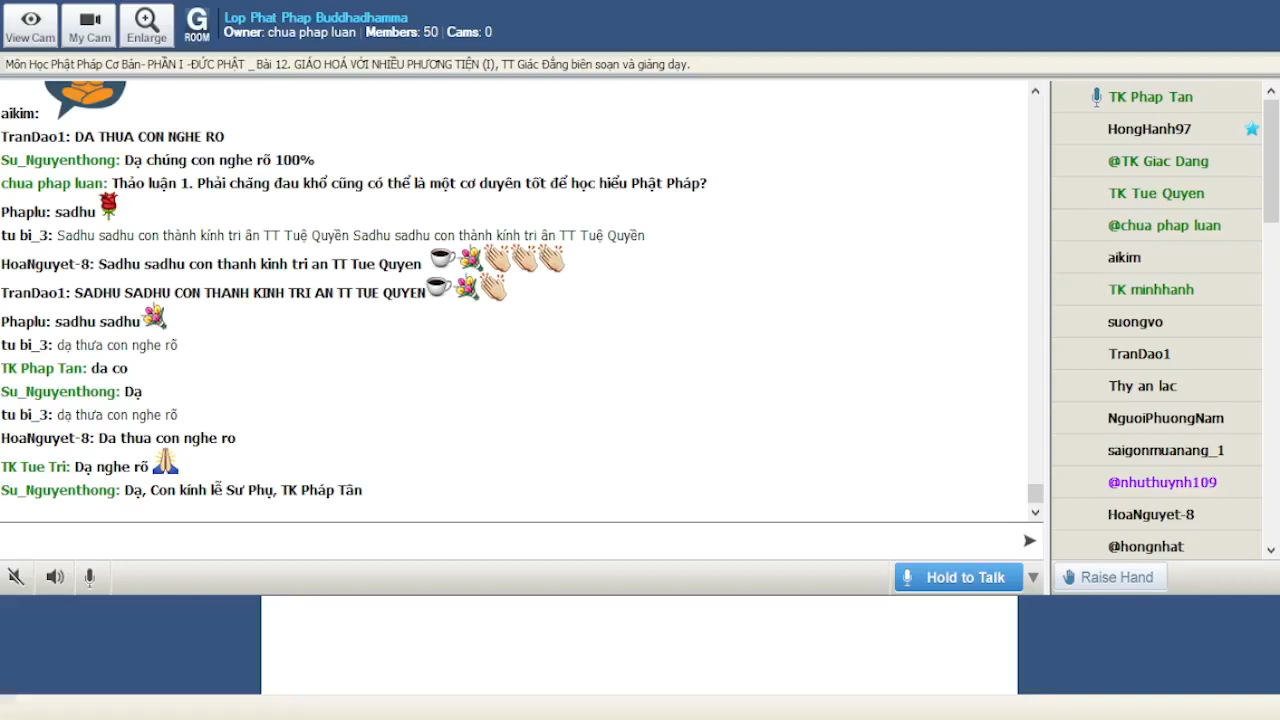 View Cam
My Cam
Enlarge
G
ROOM
Lop Phat Phap Buddhadhamma
Owner: chua phap luan | Members: 50 | Cams: 0
Môn Học Phật Pháp Cơ Bản- PHẦN I -ĐỨC PHẬT _ Bài 12. GIÁO HOÁ VỚI NHIỀU PHƯƠNG TIỆN (I), TT Giác Đẳng biên soạn và giảng dạy.
aikim:
TranDao1: DA THUA CON NGHE RO
Su_Nguyenthong: Dạ chúng con nghe rõ 100%
chua phap luan: Thảo luận 1. Phải chăng đau khổ cũng có thể là một cơ duyên tốt để học hiểu Phật Pháp?
Phaplu: sadhu
tu bi_3: Sadhu sadhu con thành kính tri ân TT Tuệ Quyền Sadhu sadhu con thành kính tri ân TT Tuệ Quyền
HoaNguyet-8: Sadhu sadhu con thanh kinh tri an TT Tue Quyen
TranDao1: SADHU SADHU CON THANH KINH TRI AN TT TUE QUYEN
Phaplu: sadhu sadhu
tu bi_3: dạ thưa con nghe rõ
TK Phap Tan: da co
Su_Nguyenthong: Dạ
tu bi_3: dạ thưa con nghe rõ
HoaNguyet-8: Da thua con nghe ro
TK Tue Tri: Dạ nghe rõ
Su_Nguyenthong: Dạ, Con kính lễ Sư Phụ, TK Pháp Tân
Hold to Talk
TK Phap Tan
HongHanh97
@TK Giac Dang
TK Tue Quyen
@chua phap luan
aikim
TK minhhanh
suongvo
TranDao1
Thy an lac
NguoiPhuongNam
saigonmuanang_1
@nhuthuynh109
HoaNguyet-8
@hongnhat
Raise Hand